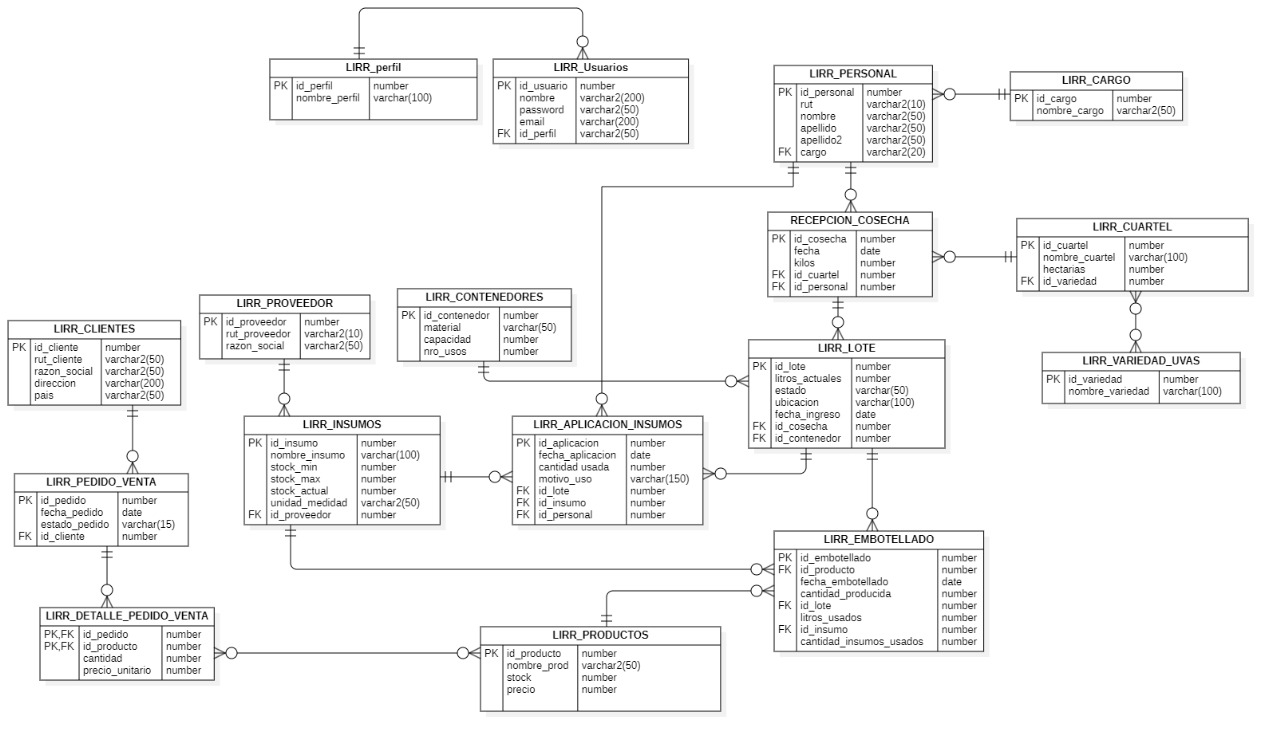 LIRR_perfil
PK id_perfil number
nombre_perfil varchar(100)
LIRR_Usuarios
PK id_usuario number
nombre varchar2(200)
password varchar2(50)
email varchar(200)
FK id_perfil varchar2(50)
LIRR_PERSONAL
PK id_personal number
rut varchar2(10)
nombre varchar2(50)
apellido varchar2(50)
apellido2 varchar2(50)
FK cargo varchar2(20)
LIRR_CARGO
PK id_cargo number
nombre_cargo varchar2(50)
RECEPCION_COSECHA
PK id_cosecha number
fecha date
kilos number
FK id_cuartel number
FK id_personal number
LIRR_CUARTEL
PK id_cuartel number
nombre_cuartel varchar(100)
hectarias number
FK id_variedad number
LIRR_CLIENTES
PK id_cliente number
rut_cliente varchar2(50)
razon_social varchar2(50)
direccion varchar(200)
pais varchar2(50)
LIRR_PROVEEDOR
PK id_proveedor number
rut_proveedor varchar2(10)
razon_social varchar2(50)
LIRR_CONTENEDORES
PK id_contenedor number
material varchar(50)
capacidad number
nro_usos number
LIRR_LOTE
PK id_lote number
litros_actuales number
estado varchar(50)
ubicacion varchar(100)
fecha_ingreso date
FK id_cosecha number
FK id_contenedor number
LIRR_VARIEDAD_UVAS
PK id_variedad number
nombre_variedad varchar(100)
LIRR_INSUMOS
PK id_insumo number
nombre_insumo varchar(100)
stock_min number
stock_max number
stock_actual number
unidad_medidad varchar2(50)
FK id_proveedor number
LIRR_APLICACION_INSUMOS
PK id_aplicacion number
fecha_aplicacion date
cantidad usada number
motivo_uso varchar(150)
FK id_lote number
FK id_insumo number
FK id_personal number
LIRR_PEDIDO_VENTA
PK id_pedido number
fecha_pedido date
estado_pedido varchar(15)
FK id_cliente number
LIRR_EMBOTELLADO
PK id_embotellado number
FK id_producto number
fecha_embotellado date
cantidad_producida number
FK id_lote number
litros_usados number
FK id_insumo number
cantidad_insumos_usados number
LIRR_DETALLE_PEDIDO_VENTA
PK,FK id_pedido number
PK,FK id_producto number
cantidad number
precio_unitario number
LIRR_PRODUCTOS
PK id_producto number
nombre_prod varchar2(50)
stock number
precio number